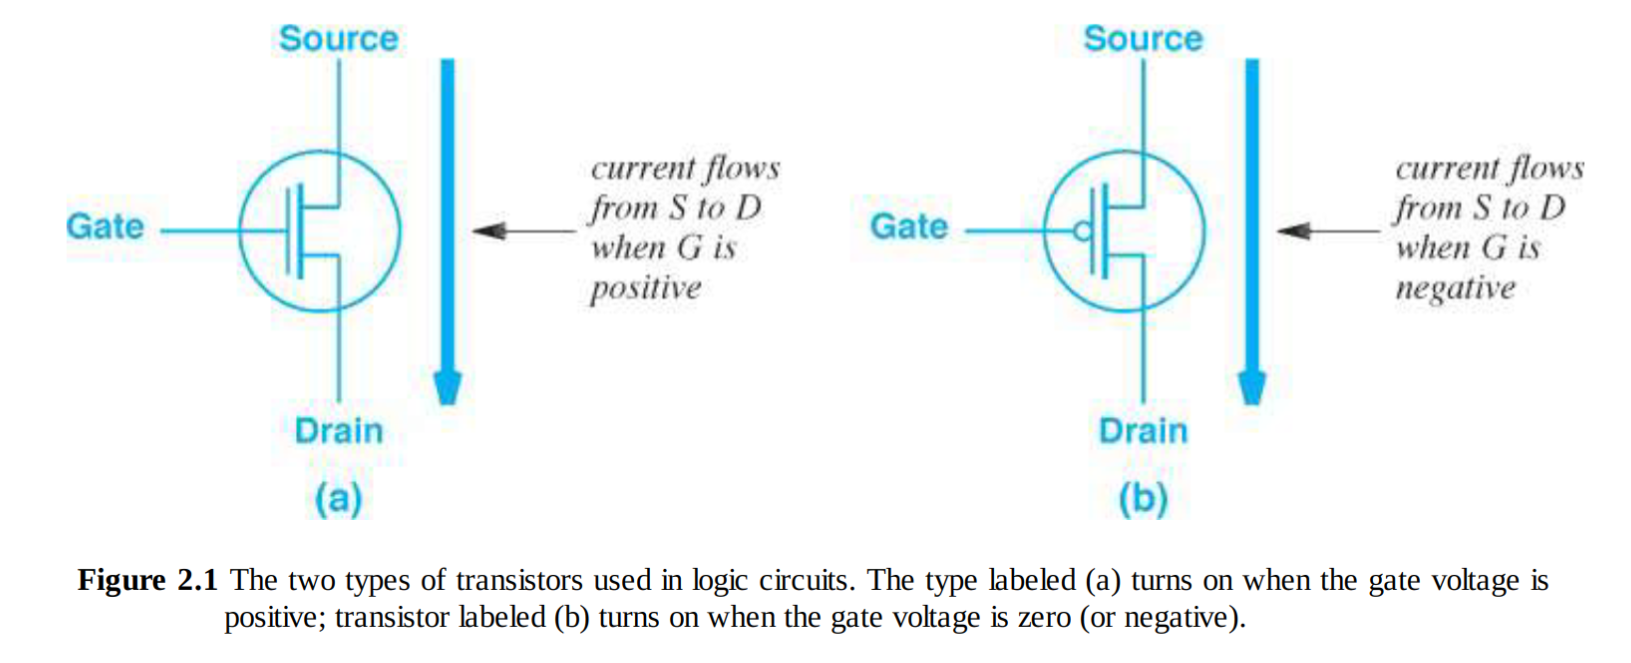 Source
Gate
current flows
from S to D
when G is
positive
Drain
(a)
Source
Gate
current flows
from S to D
when G is
negative
Drain
(b)
Figure 2.1 The two types of transistors used in logic circuits. The type labeled (a) turns on when the gate voltage is
positive; transistor labeled (b) turns on when the gate voltage is zero (or negative).